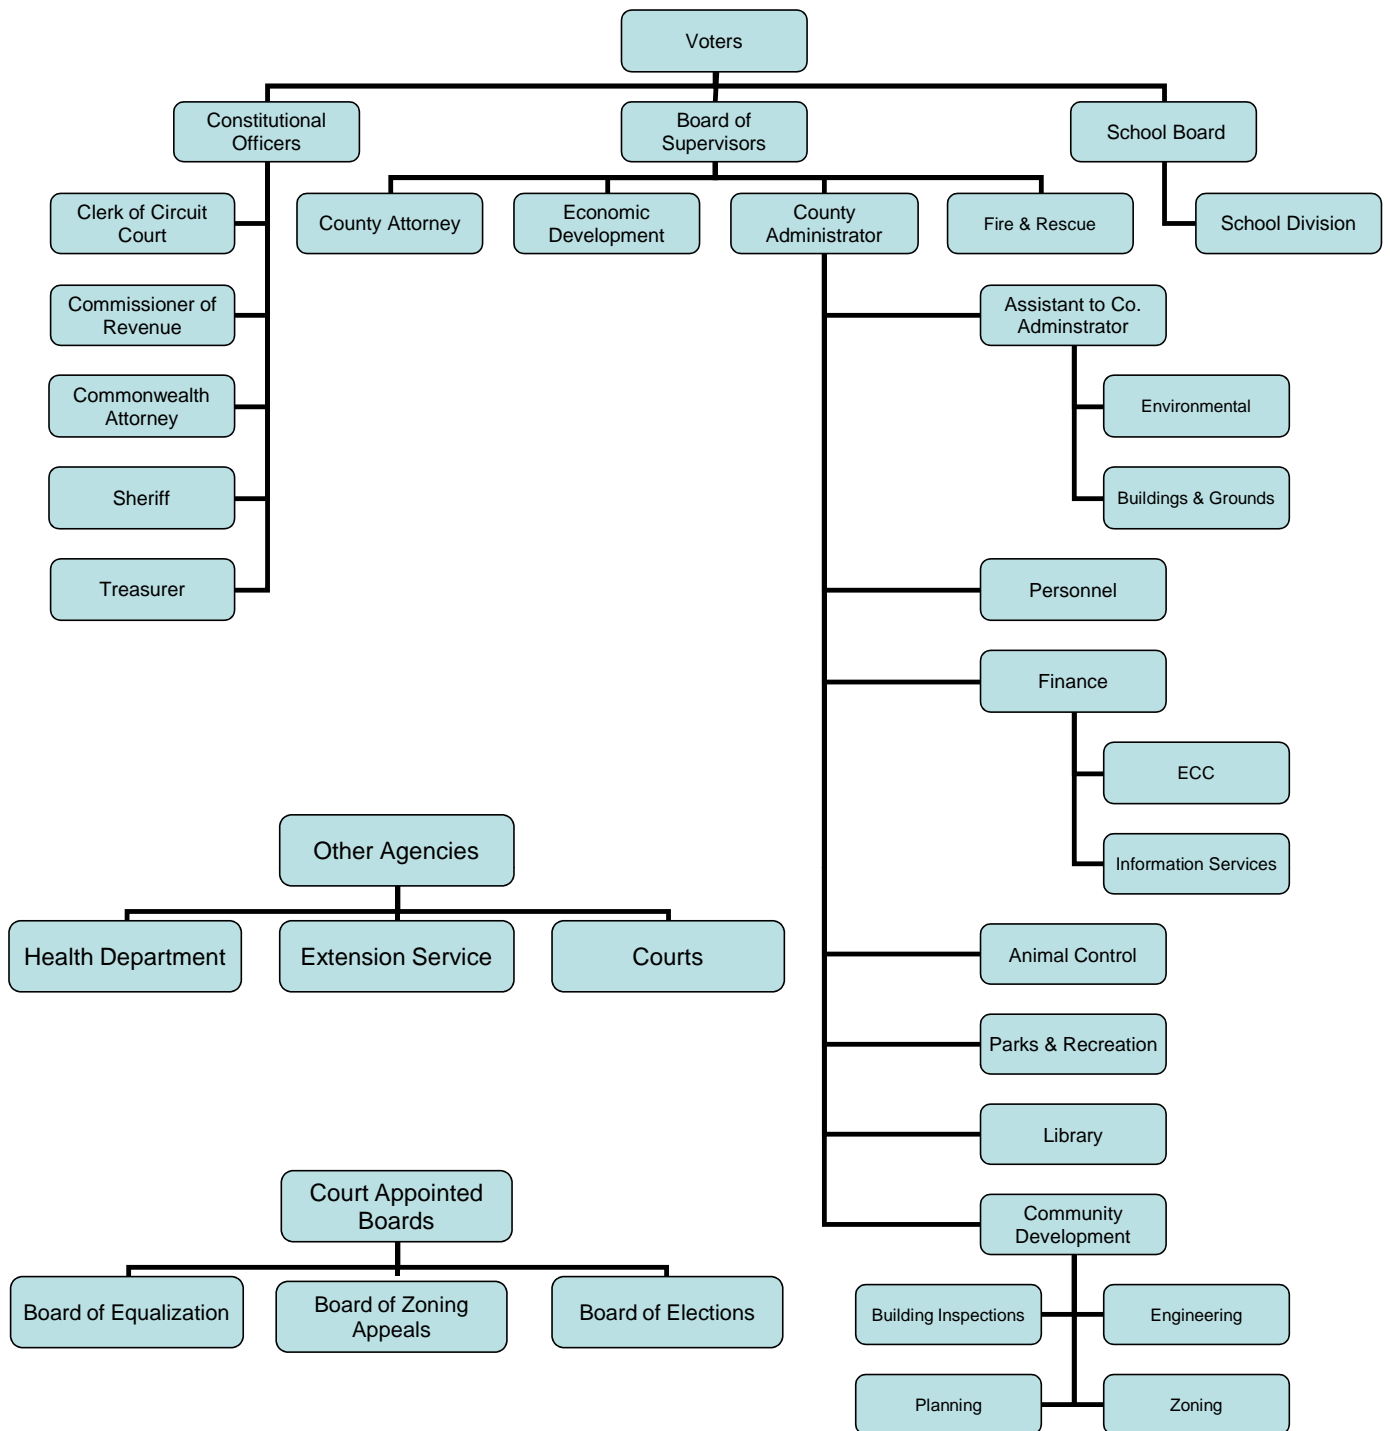 Voters
Constitutional
Officers
Board of
Supervisors
School Board
Clerk of Circuit
Court
County Attorney
Economic
Development
County
Administrator
Fire & Rescue
School Division
Commissioner of
Revenue
Assistant to Co.
Adminstrator
Commonwealth
Attorney
Environmental
Sheriff
Buildings & Grounds
Treasurer
Personnel
Finance
ECC
Other Agencies
Information Services
Health Department
Extension Service
Courts
Animal Control
Parks & Recreation
Library
Court Appointed
Boards
Community
Development
Board of Equalization
Board of Zoning
Appeals
Board of Elections
Building Inspections
Engineering
Planning
Zoning